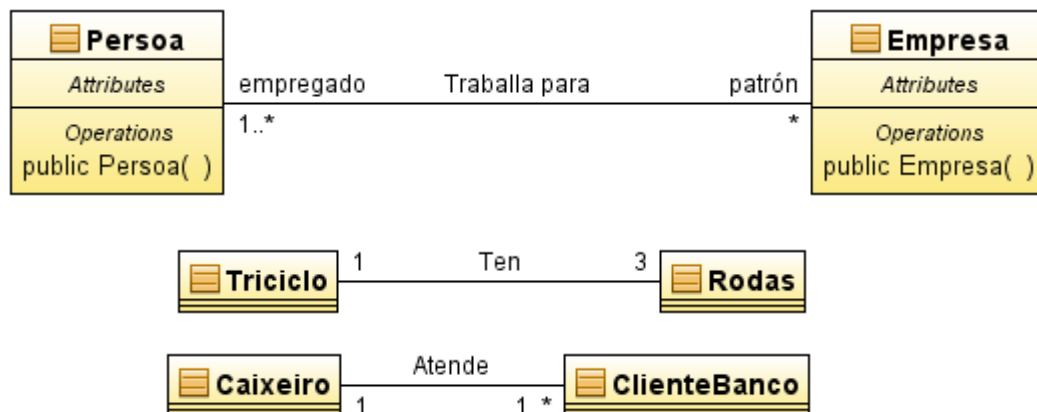 Persoa
Attributes
Operations
public Persoa( )
empregado Traballa para patrón
1..* *
Empresa
Attributes
Operations
public Empresa( )
Triciclo 1 Ten 3 Rodas
Caixeiro Atende ClienteBanco
1 1..*